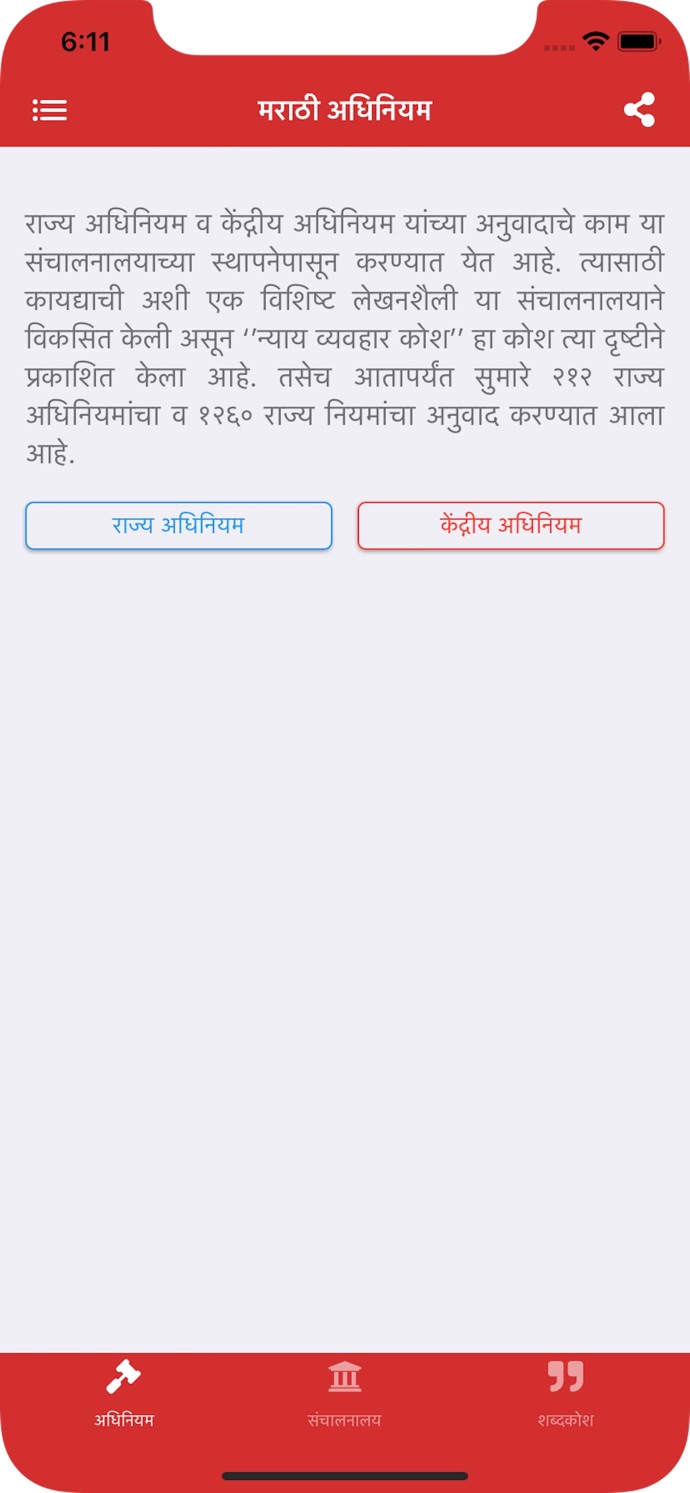 6:11
मराठी अधिनियम
राज्य अधिनियम व केंद्रीय अधिनियम यांच्या अनुवादाचे काम या
संचालनालयाच्या स्थापनेपासून करण्यात येत आहे. त्यासाठी
कायद्याची अशी एक विशिष्ट लेखनशैली या संचालनालयाने
विकसित केली असून ‘’न्याय व्यवहार कोश’’ हा कोश त्या दृष्टीने
प्रकाशित केला आहे. तसेच आतापर्यंत सुमारे २१२ राज्य
अधिनियमांचा व १२६० राज्य नियमांचा अनुवाद करण्यात आला
आहे.
राज्य अधिनियम केंद्रीय अधिनियम
अधिनियम संचालनालय शब्दकोश